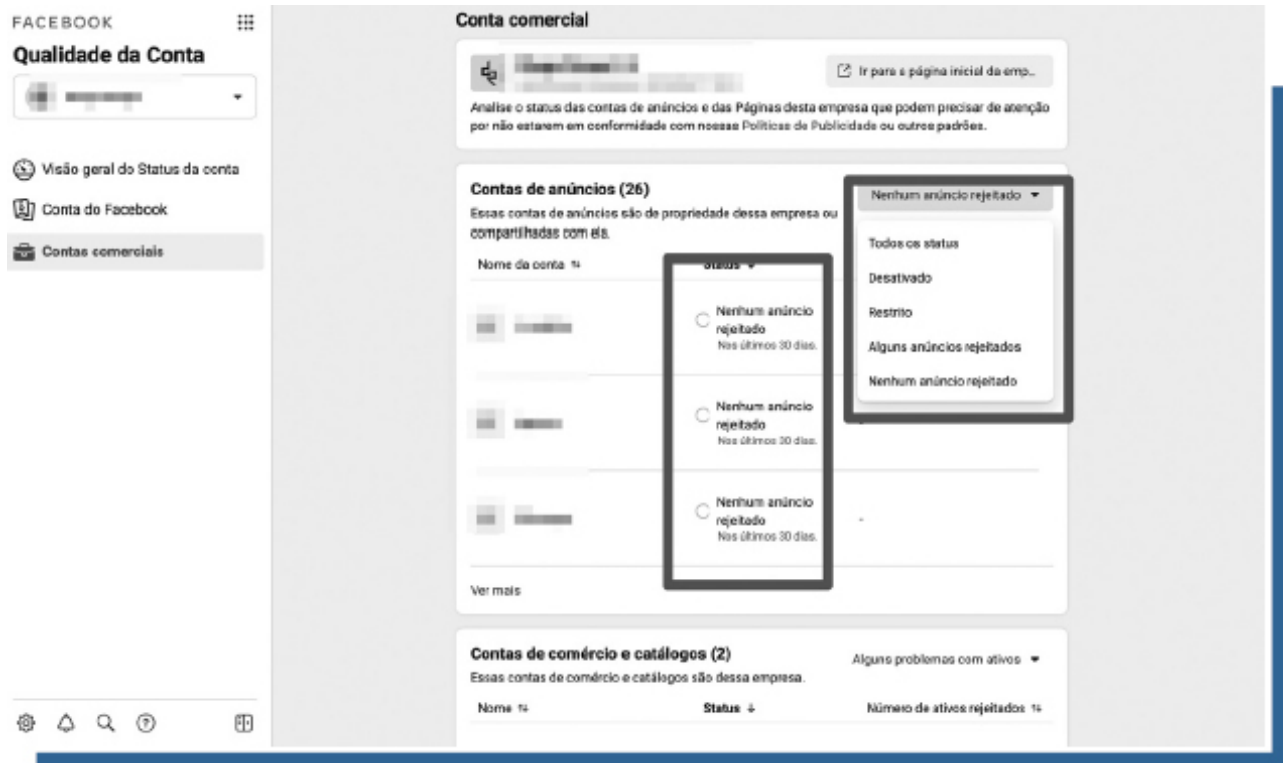 FACEBOOK
Qualidade da Conta
Visão geral do Status da conta
Conta do Facebook
Contas comerciais
Conta comercial
Ir para a página inicial da emp...
Analise o status das contas de anúncios e das Páginas desta empresa que podem precisar de atenção
por não estarem em conformidade com nossas Políticas de Publicidade ou outros padrões.
Contas de anúncios (26)
Nenhum anúncio rejeitado
Essas contas de anúncios são de propriedade dessa empresa ou
compartilhadas com ela.
Todos os status
Desativado
Restrito
Alguns anúncios rejeitados
Nenhum anúncio rejeitado
Nome da conta
Status
Nenhum anúncio
rejeitado
Nos últimos 30 dias.
Nenhum anúncio
rejeitado
Nos últimos 30 dias.
-
Nenhum anúncio
rejeitado
Nos últimos 30 dias.
-
Ver mais
Contas de comércio e catálogos (2)
Alguns problemas com ativos
Essas contas de comércio e catálogos são dessa empresa.
Nome
Status
Número de ativos rejeitados